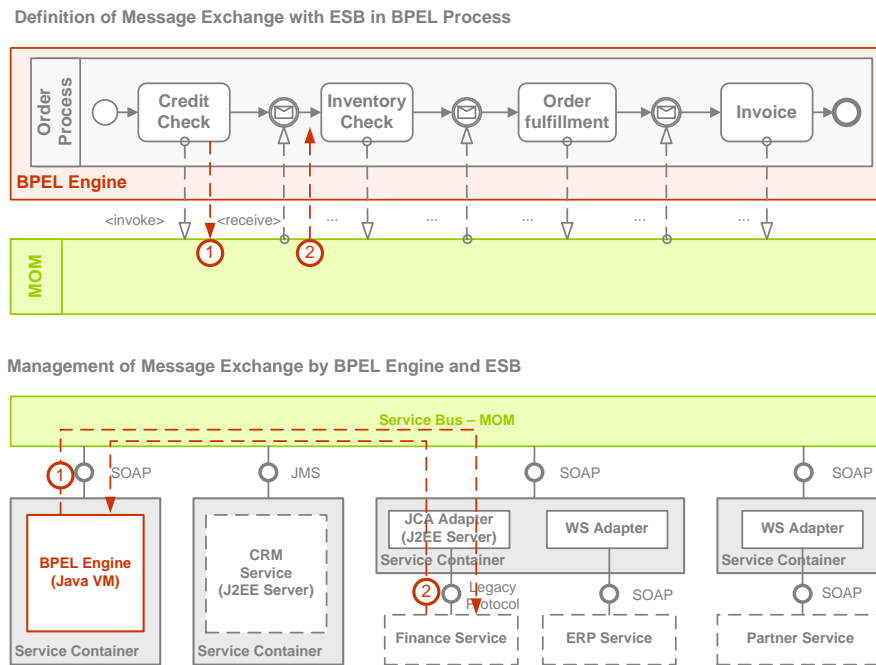 Definition of Message Exchange with ESB in BPEL Process
Order
Process
Credit
Check
Inventory
Check
Order
fulfillment
Invoice
BPEL Engine
<invoke>
<receive>
...
...
...
...
...
1
2
MOM
Management of Message Exchange by BPEL Engine and ESB
Service Bus – MOM
1
SOAP
JMS
SOAP
SOAP
BPEL Engine
(Java VM)
Service Container
CRM
Service
(J2EE Server)
Service Container
JCA Adapter
(J2EE Server)
WS Adapter
Service Container
WS Adapter
Service Container
2
Legacy
Protocol
SOAP
SOAP
Finance Service
ERP Service
Partner Service